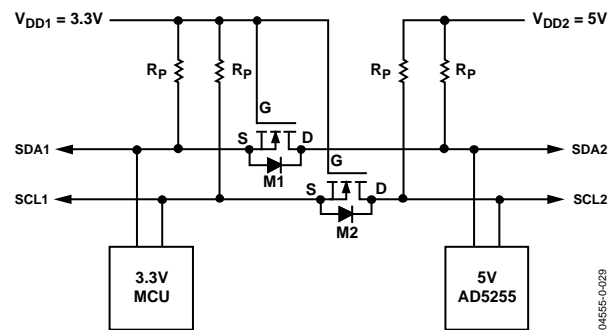 VDD1 = 3.3V
VDD2 = 5V
RP
RP
RP
RP
G
S
D
M1
SDA1
SDA2
G
S
D
M2
SCL1
SCL2
3.3V
MCU
5V
AD5255
04555-0-029